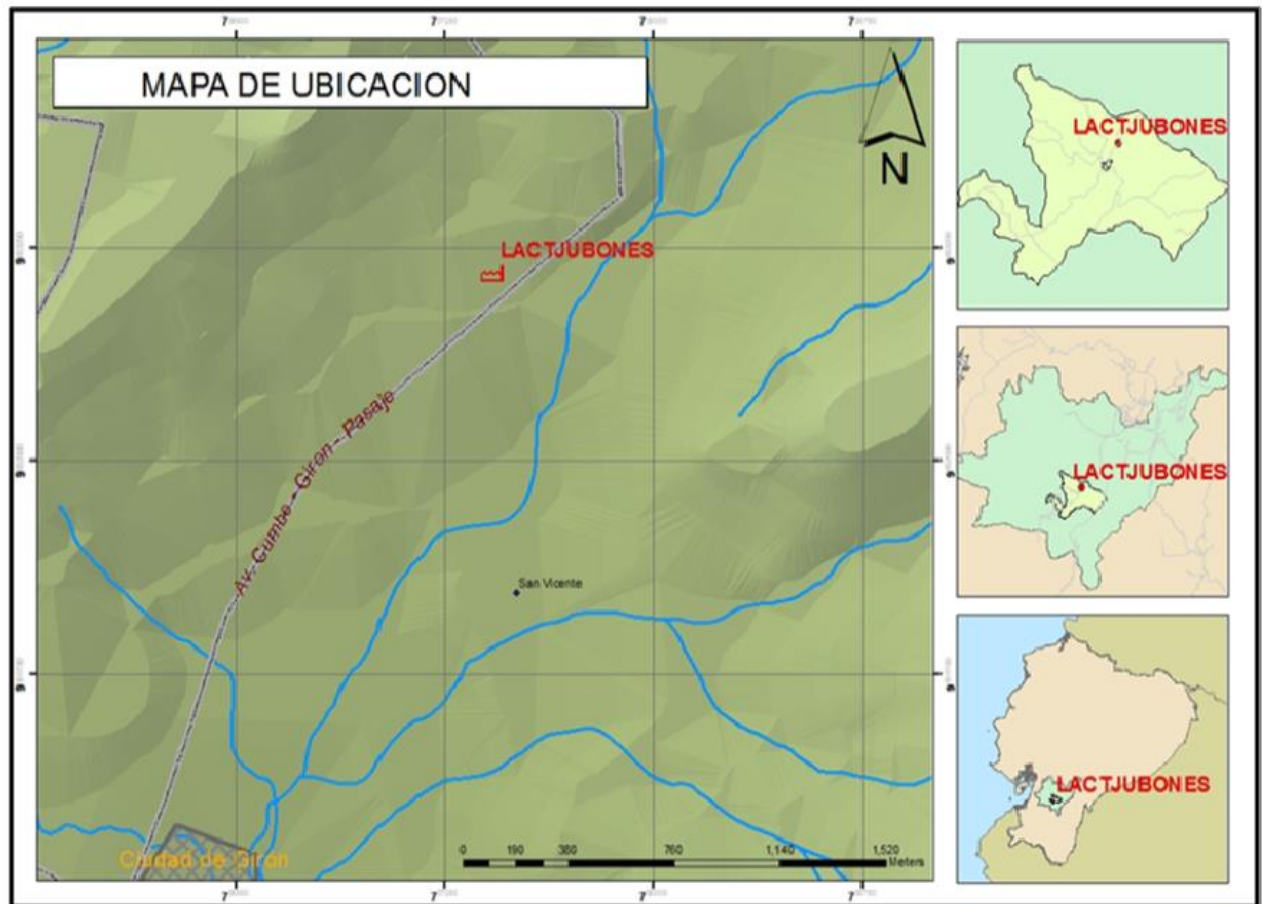 MAPA DE UBICACION
N
LACTJUBONES
Av. Cumbe - Giron - Pasaje
San Vicente
Ciudad de Giron
0 190 380 760 1,140 1,520
Meters
LACTJUBONES
LACTJUBONES
LACTJUBONES